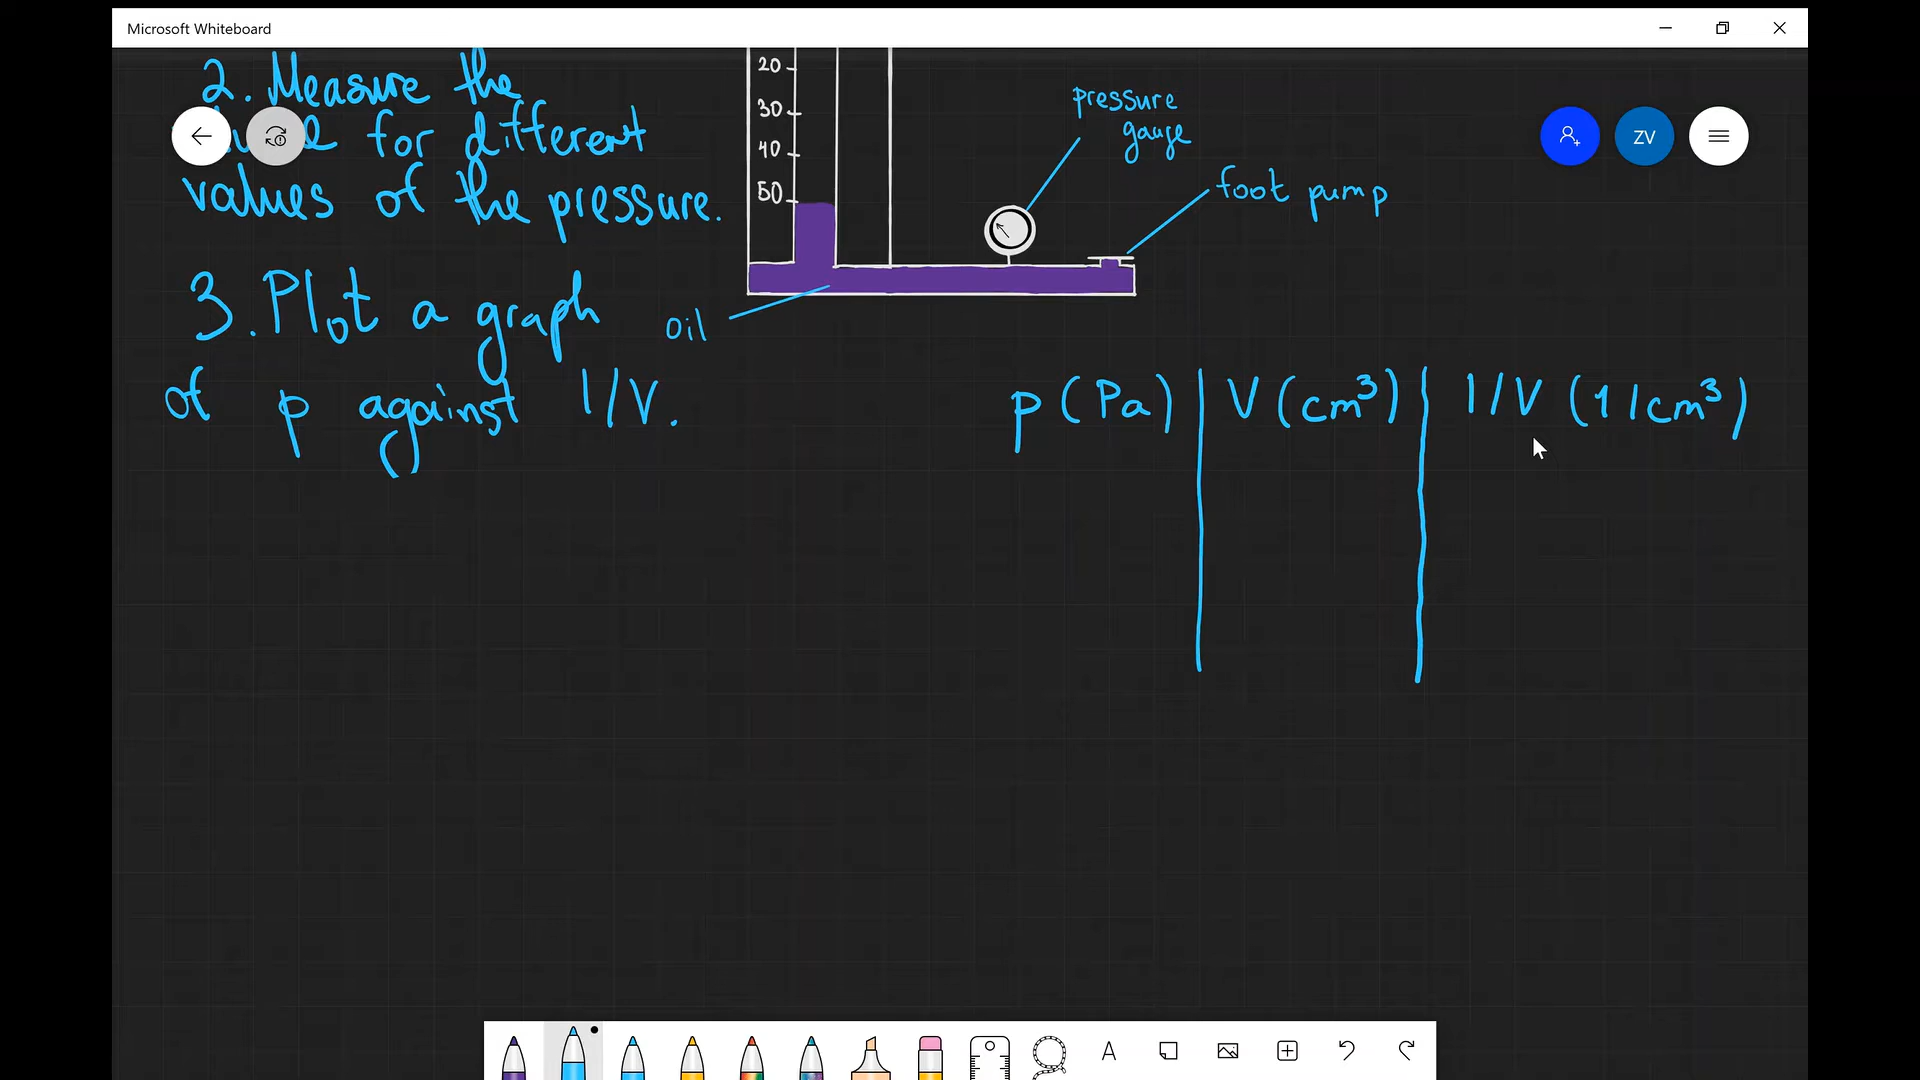 Microsoft Whiteboard
2. Measure the
for different
values of the pressure.
3. Plot a graph
of p against 1/V.
20
30
40
50
pressure
gauge
foot pump
oil
ZV
p (Pa) V (cm³) 1/V (1/cm³)
A